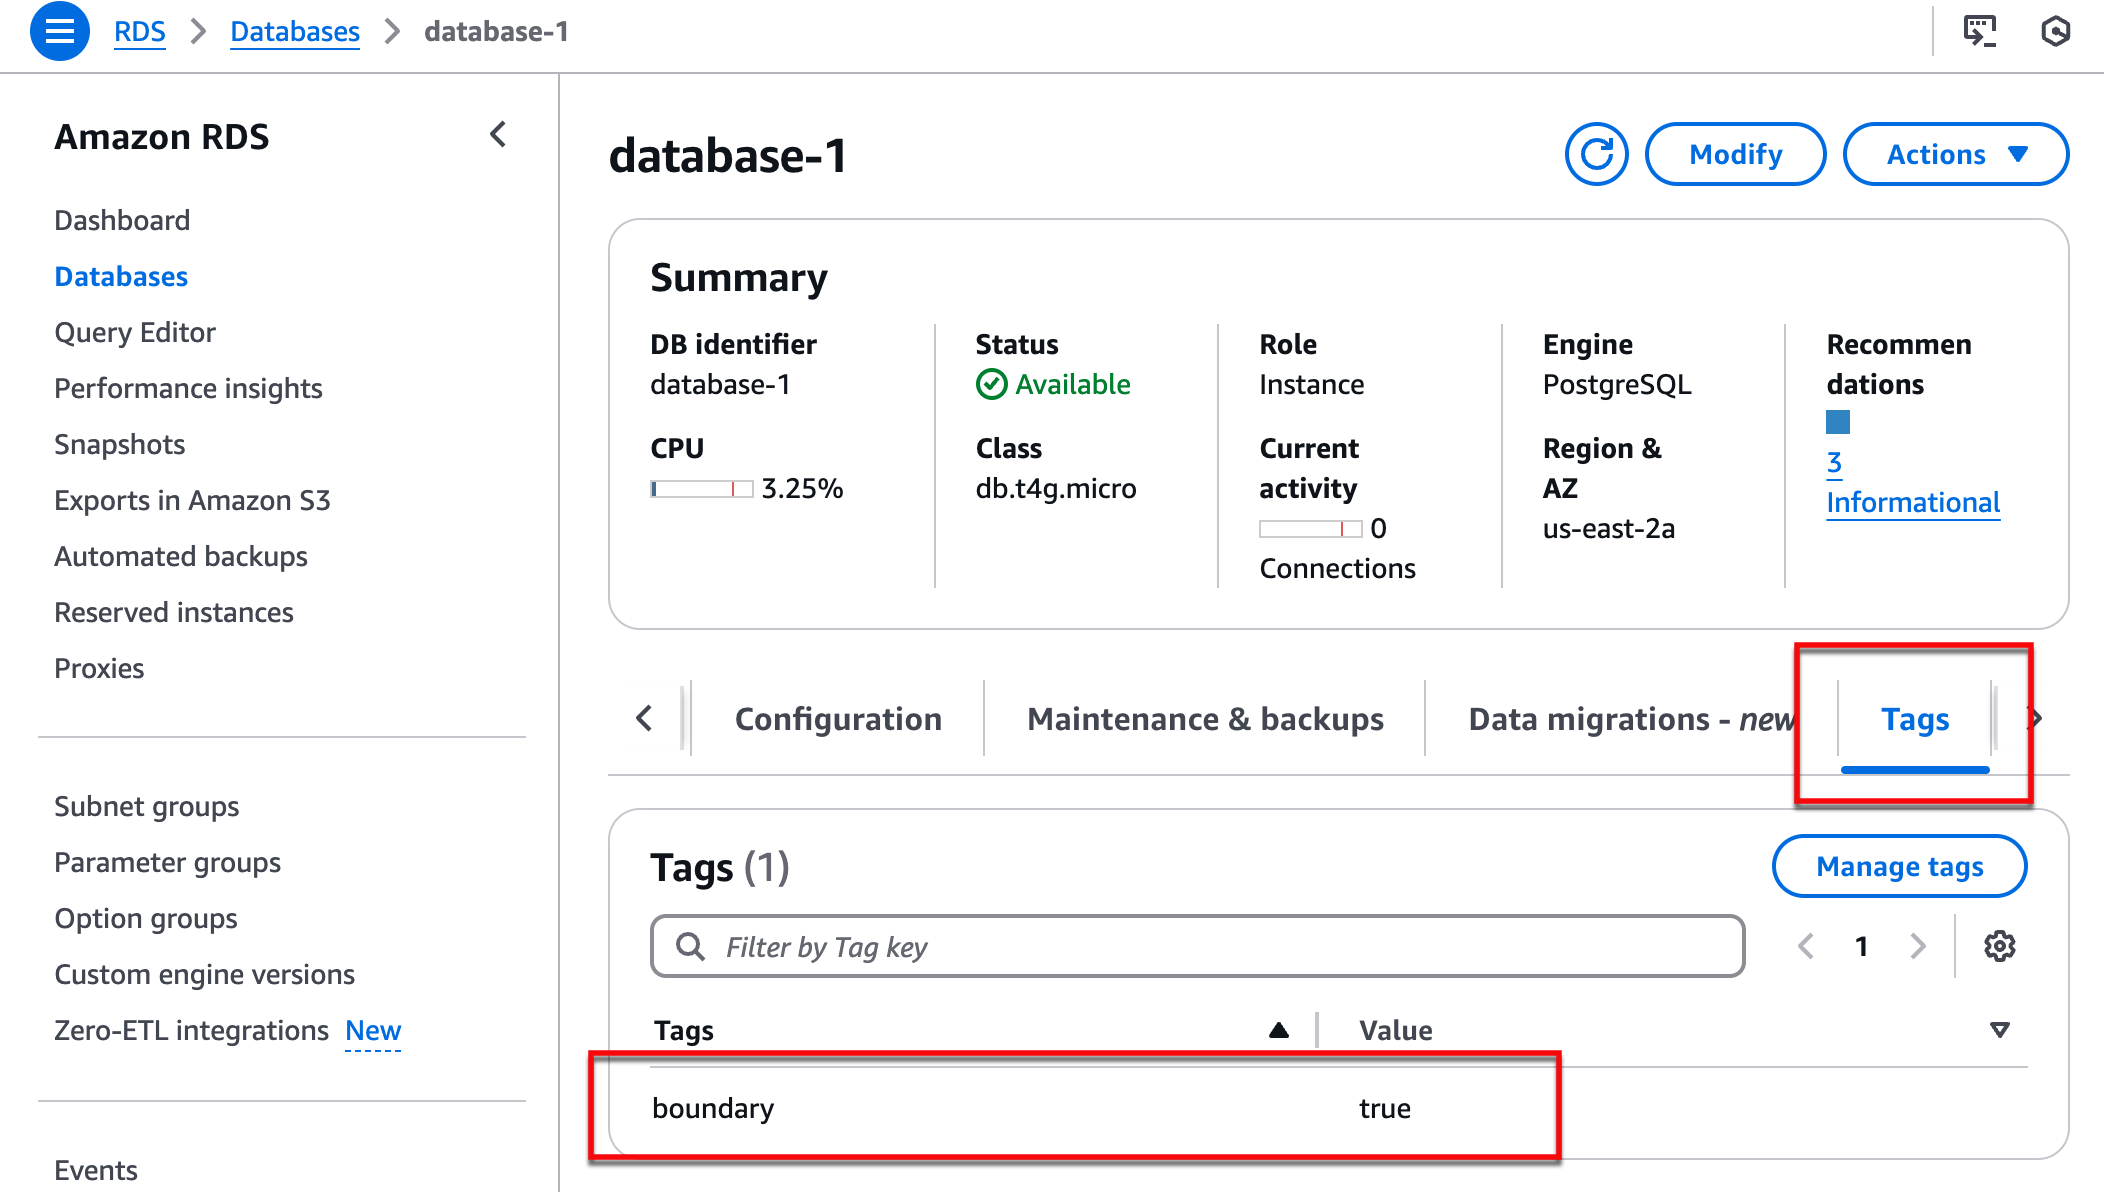 RDS > Databases > database-1
Amazon RDS
Dashboard
Databases
Query Editor
Performance insights
Snapshots
Exports in Amazon S3
Automated backups
Reserved instances
Proxies
Subnet groups
Parameter groups
Option groups
Custom engine versions
Zero-ETL integrations New
Events
database-1
Modify
Actions
Summary
DB identifier
database-1
CPU
3.25%
Status
Available
Class
db.t4g.micro
Role
Instance
Current
activity
0
Connections
Engine
PostgreSQL
Region &
AZ
us-east-2a
Recommen
dations
3
Informational
Configuration
Maintenance & backups
Data migrations - new
Tags
Tags (1)
Manage tags
Filter by Tag key
1
Tags Value
boundary true